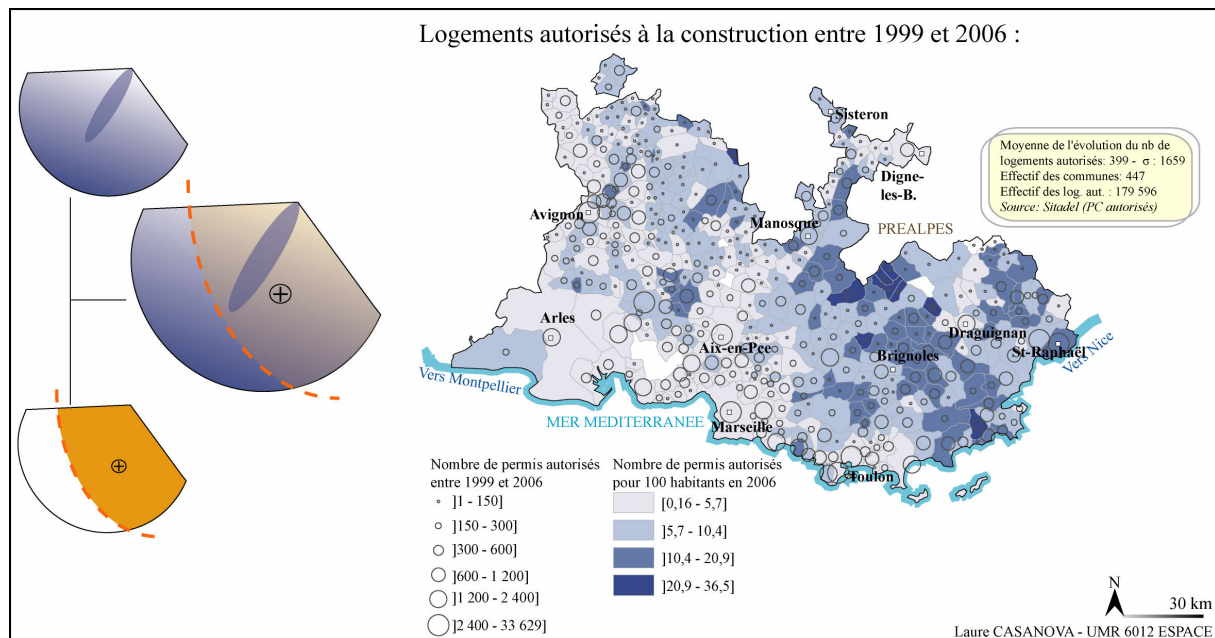 Logements autorisés à la construction entre 1999 et 2006 :
Sisteron
Moyenne de l'évolution du nb de
logements autorisés: 399 - σ : 1659
Effectif des communes: 447
Effectif des log. aut. : 179 596
Source: Sitadel (PC autorisés)
Digne-
les-B.
Avignon
Manosque
PREALPES
Arles
Aix-en-Pce
Draguignan
Brignoles
St-Raphaël
Vers Nice
Vers Montpellier
MER MEDITERRANEE
Marseille
Toulon
Nombre de permis autorisés
entre 1999 et 2006
]1 - 150]
]150 - 300]
]300 - 600]
]600 - 1 200]
]1 200 - 2 400]
]2 400 - 33 629]
Nombre de permis autorisés
pour 100 habitants en 2006
[0,16 - 5,7]
]5,7 - 10,4]
]10,4 - 20,9]
]20,9 - 36,5]
N
30 km
Laure CASANOVA - UMR 6012 ESPACE